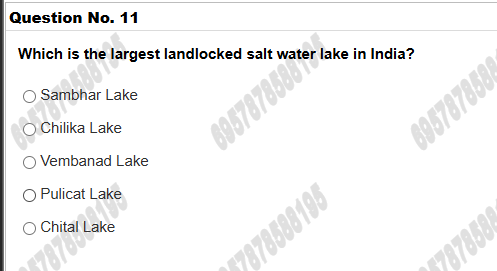 Question No. 11
Which is the largest landlocked salt water lake in India?
Sambhar Lake
Chilika Lake
Vembanad Lake
Pulicat Lake
Chital Lake